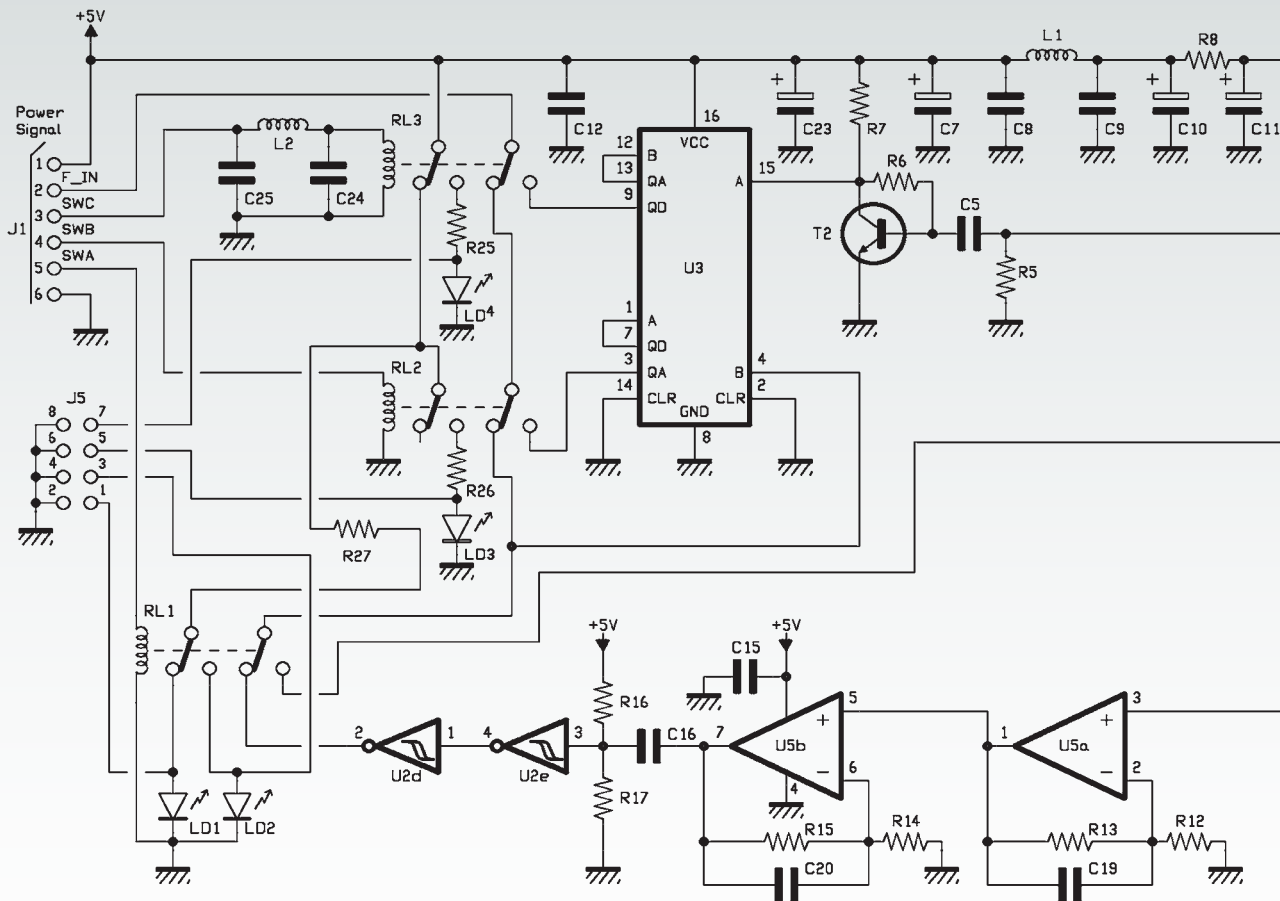 +5V
L1
R8
Power
Signal
RL3
L2
C12
C23
R7
C7
C8
C9
C10
C11
16
VCC
12
B
13
QA
9
QD
15
A
R6
C5
T2
R5
U3
1
F_IN
2
SWC
3
SWB
4
SWA
5
6
J1
C25
C24
R25
LD4
1
A
7
QD
3
QA
14
CLR
GND
8
4
B
2
CLR
RL2
J5
8 7
6 5
4 3
2 1
R26
LD3
R27
RL1
+5V
+5V
C15
R16
C16
R17
2
U2d
1
4
U2e
3
7
U5b
5
+
6
−
4
1
U5a
3
+
2
−
LD1
LD2
R15
R14
C20
R13
R12
C19